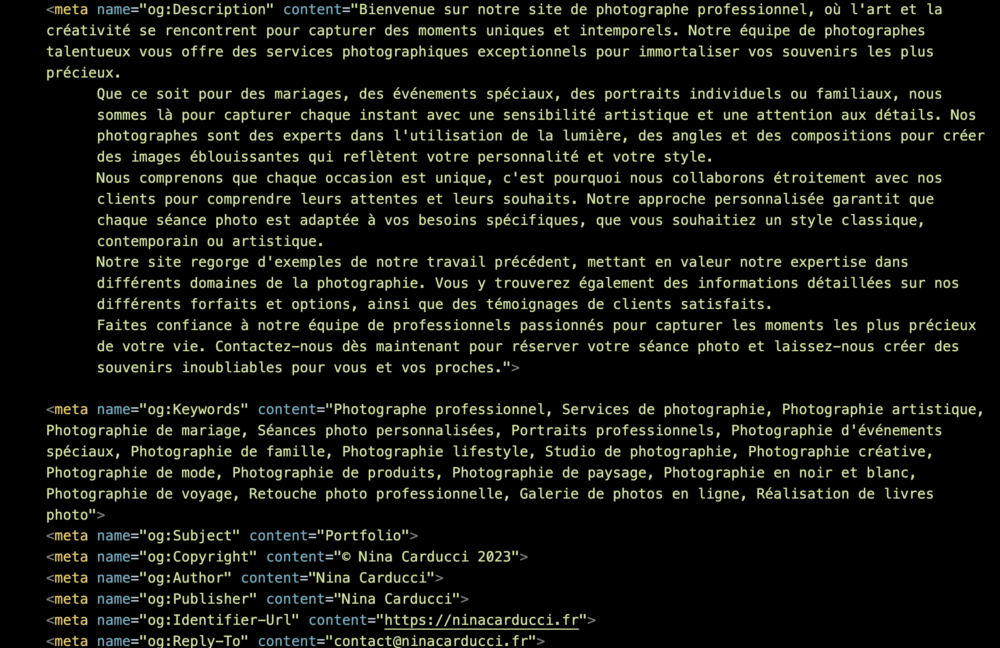 <meta name="og:Description" content="Bienvenue sur notre site de photographe professionnel, où l'art et la
créativité se rencontrent pour capturer des moments uniques et intemporels. Notre équipe de photographes
talentueux vous offre des services photographiques exceptionnels pour immortaliser vos souvenirs les plus
précieux.
Que ce soit pour des mariages, des événements spéciaux, des portraits individuels ou familiaux, nous
sommes là pour capturer chaque instant avec une sensibilité artistique et une attention aux détails. Nos
photographes sont des experts dans l'utilisation de la lumière, des angles et des compositions pour créer
des images éblouissantes qui reflètent votre personnalité et votre style.
Nous comprenons que chaque occasion est unique, c'est pourquoi nous collaborons étroitement avec nos
clients pour comprendre leurs attentes et leurs souhaits. Notre approche personnalisée garantit que
chaque séance photo est adaptée à vos besoins spécifiques, que vous souhaitiez un style classique,
contemporain ou artistique.
Notre site regorge d'exemples de notre travail précédent, mettant en valeur notre expertise dans
différents domaines de la photographie. Vous y trouverez également des informations détaillées sur nos
différents forfaits et options, ainsi que des témoignages de clients satisfaits.
Faites confiance à notre équipe de professionnels passionnés pour capturer les moments les plus précieux
de votre vie. Contactez-nous dès maintenant pour réserver votre séance photo et laissez-nous créer des
souvenirs inoubliables pour vous et vos proches.">
<meta name="og:Keywords" content="Photographe professionnel, Services de photographie, Photographie artistique,
Photographie de mariage, Séances photo personnalisées, Portraits professionnels, Photographie d'événements
spéciaux, Photographie de famille, Photographie lifestyle, Studio de photographie, Photographie créative,
Photographie de mode, Photographie de produits, Photographie de paysage, Photographie en noir et blanc,
Photographie de voyage, Retouche photo professionnelle, Galerie de photos en ligne, Réalisation de livres
photo">
<meta name="og:Subject" content="Portfolio">
<meta name="og:Copyright" content="© Nina Carducci 2023">
<meta name="og:Author" content="Nina Carducci">
<meta name="og:Publisher" content="Nina Carducci">
<meta name="og:Identifier-Url" content="https://ninacarducci.fr">
<meta name="og:Reply-To" content="contact@ninacarducci.fr">